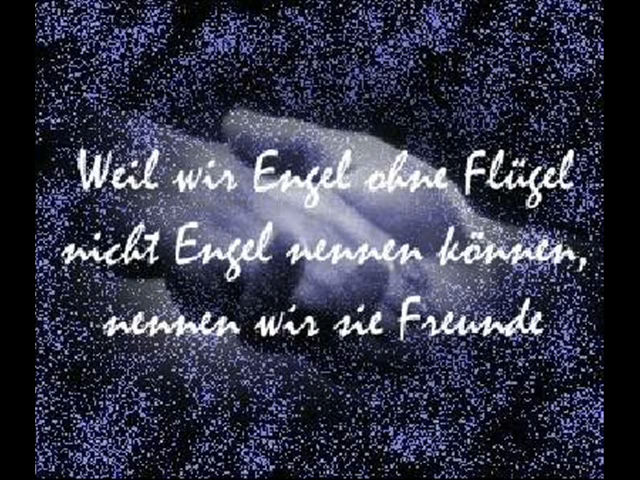 Weil wir Engel ohne Flügel
nicht Engel nennen können,
nennen wir sie Freunde